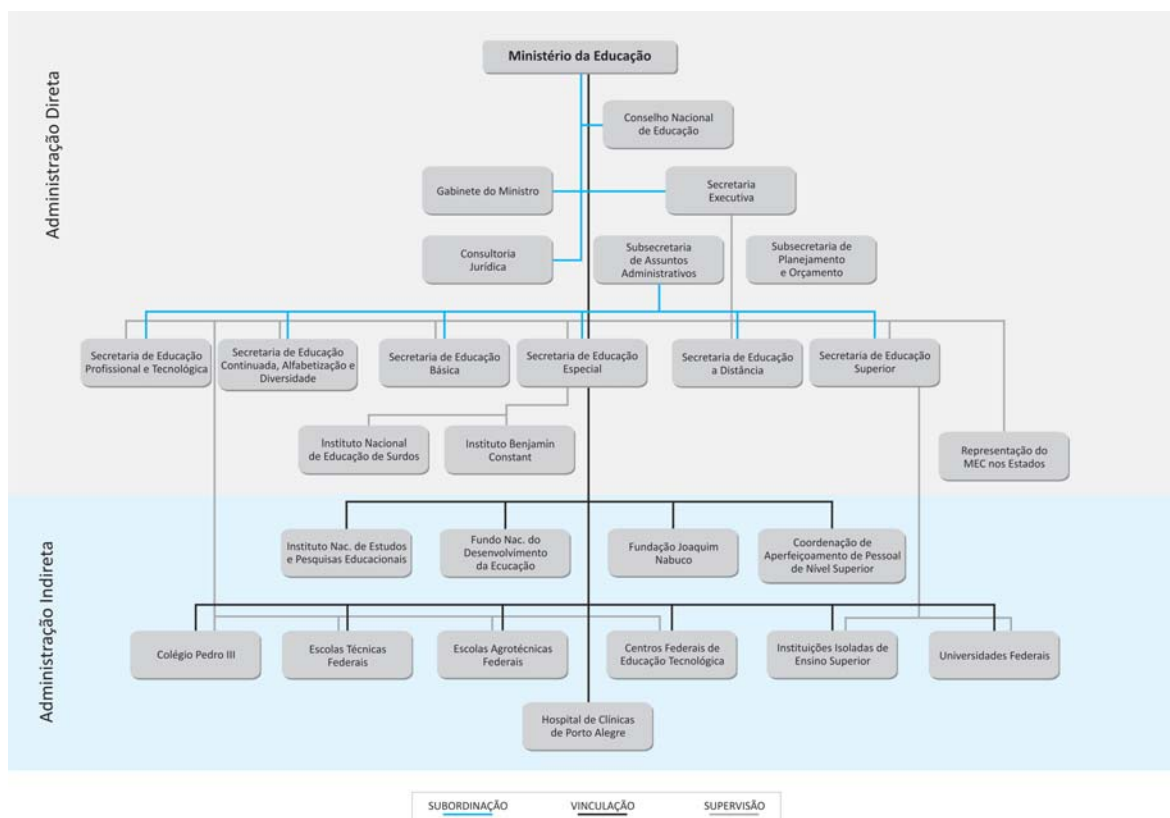 Administração Direta
Ministério da Educação
Conselho Nacional
de Educação
Gabinete do Ministro
Secretaria
Executiva
Consultoria
Jurídica
Subsecretaria
de Assuntos
Administrativos
Subsecretaria de
Planejamento
e Orçamento
Secretaria de Educação
Profissional e Tecnológica
Secretaria de Educação
Continuada, Alfabetização e
Diversidade
Secretaria de Educação
Básica
Secretaria de Educação
Especial
Secretaria de Educação
a Distância
Secretaria de Educação
Superior
Instituto Nacional
de Educação de Surdos
Instituto Benjamin
Constant
Representação do
MEC nos Estados
Administração Indireta
Instituto Nac. de Estudos
e Pesquisas Educacionais
Fundo Nac. do
Desenvolvimento
da Ecucação
Fundação Joaquim
Nabuco
Coordenação de
Aperfeiçoamento de Pessoal
de Nível Superior
Colégio Pedro III
Escolas Técnicas
Federais
Escolas Agrotécnicas
Federais
Centros Federais de
Educação Tecnológica
Instituições Isoladas de
Ensino Superior
Universidades Federais
Hospital de Clínicas
de Porto Alegre
SUBORDINAÇÃO VINCULAÇÃO SUPERVISÃO